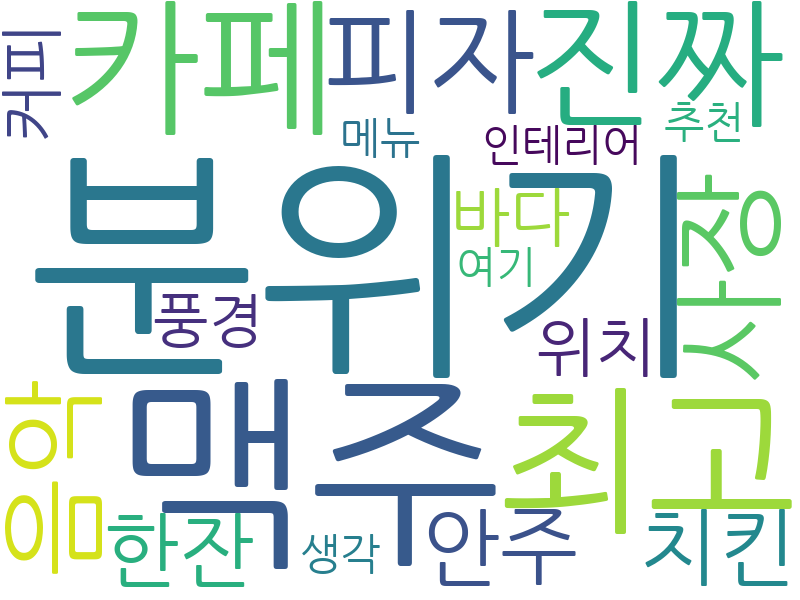 커피
카페
피자
진짜
메뉴
인테리어
추천
분위기
바다
여기
사장
풍경
위치
음악
맥주
최고
한잔
생각
안주
치킨